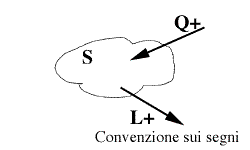 Q+
S
L+
Convenzione sui segni